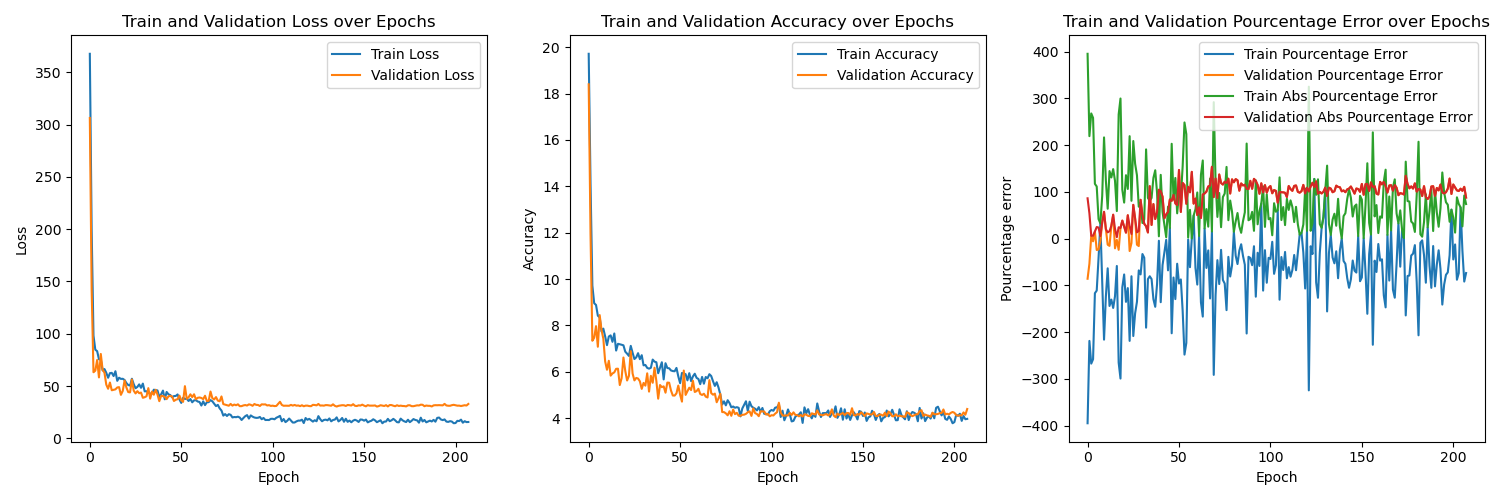 Train and Validation Loss over Epochs
Train Loss
Validation Loss
350
300
250
200
150
100
50
0
Loss
0 50 100 150 200
Epoch
Train and Validation Accuracy over Epochs
Train Accuracy
Validation Accuracy
20
18
16
14
12
10
8
6
4
Accuracy
0 50 100 150 200
Epoch
Train and Validation Pourcentage Error over Epochs
Train Pourcentage Error
Validation Pourcentage Error
Train Abs Pourcentage Error
Validation Abs Pourcentage Error
400
300
200
100
0
−100
−200
−300
−400
Pourcentage error
0 50 100 150 200
Epoch